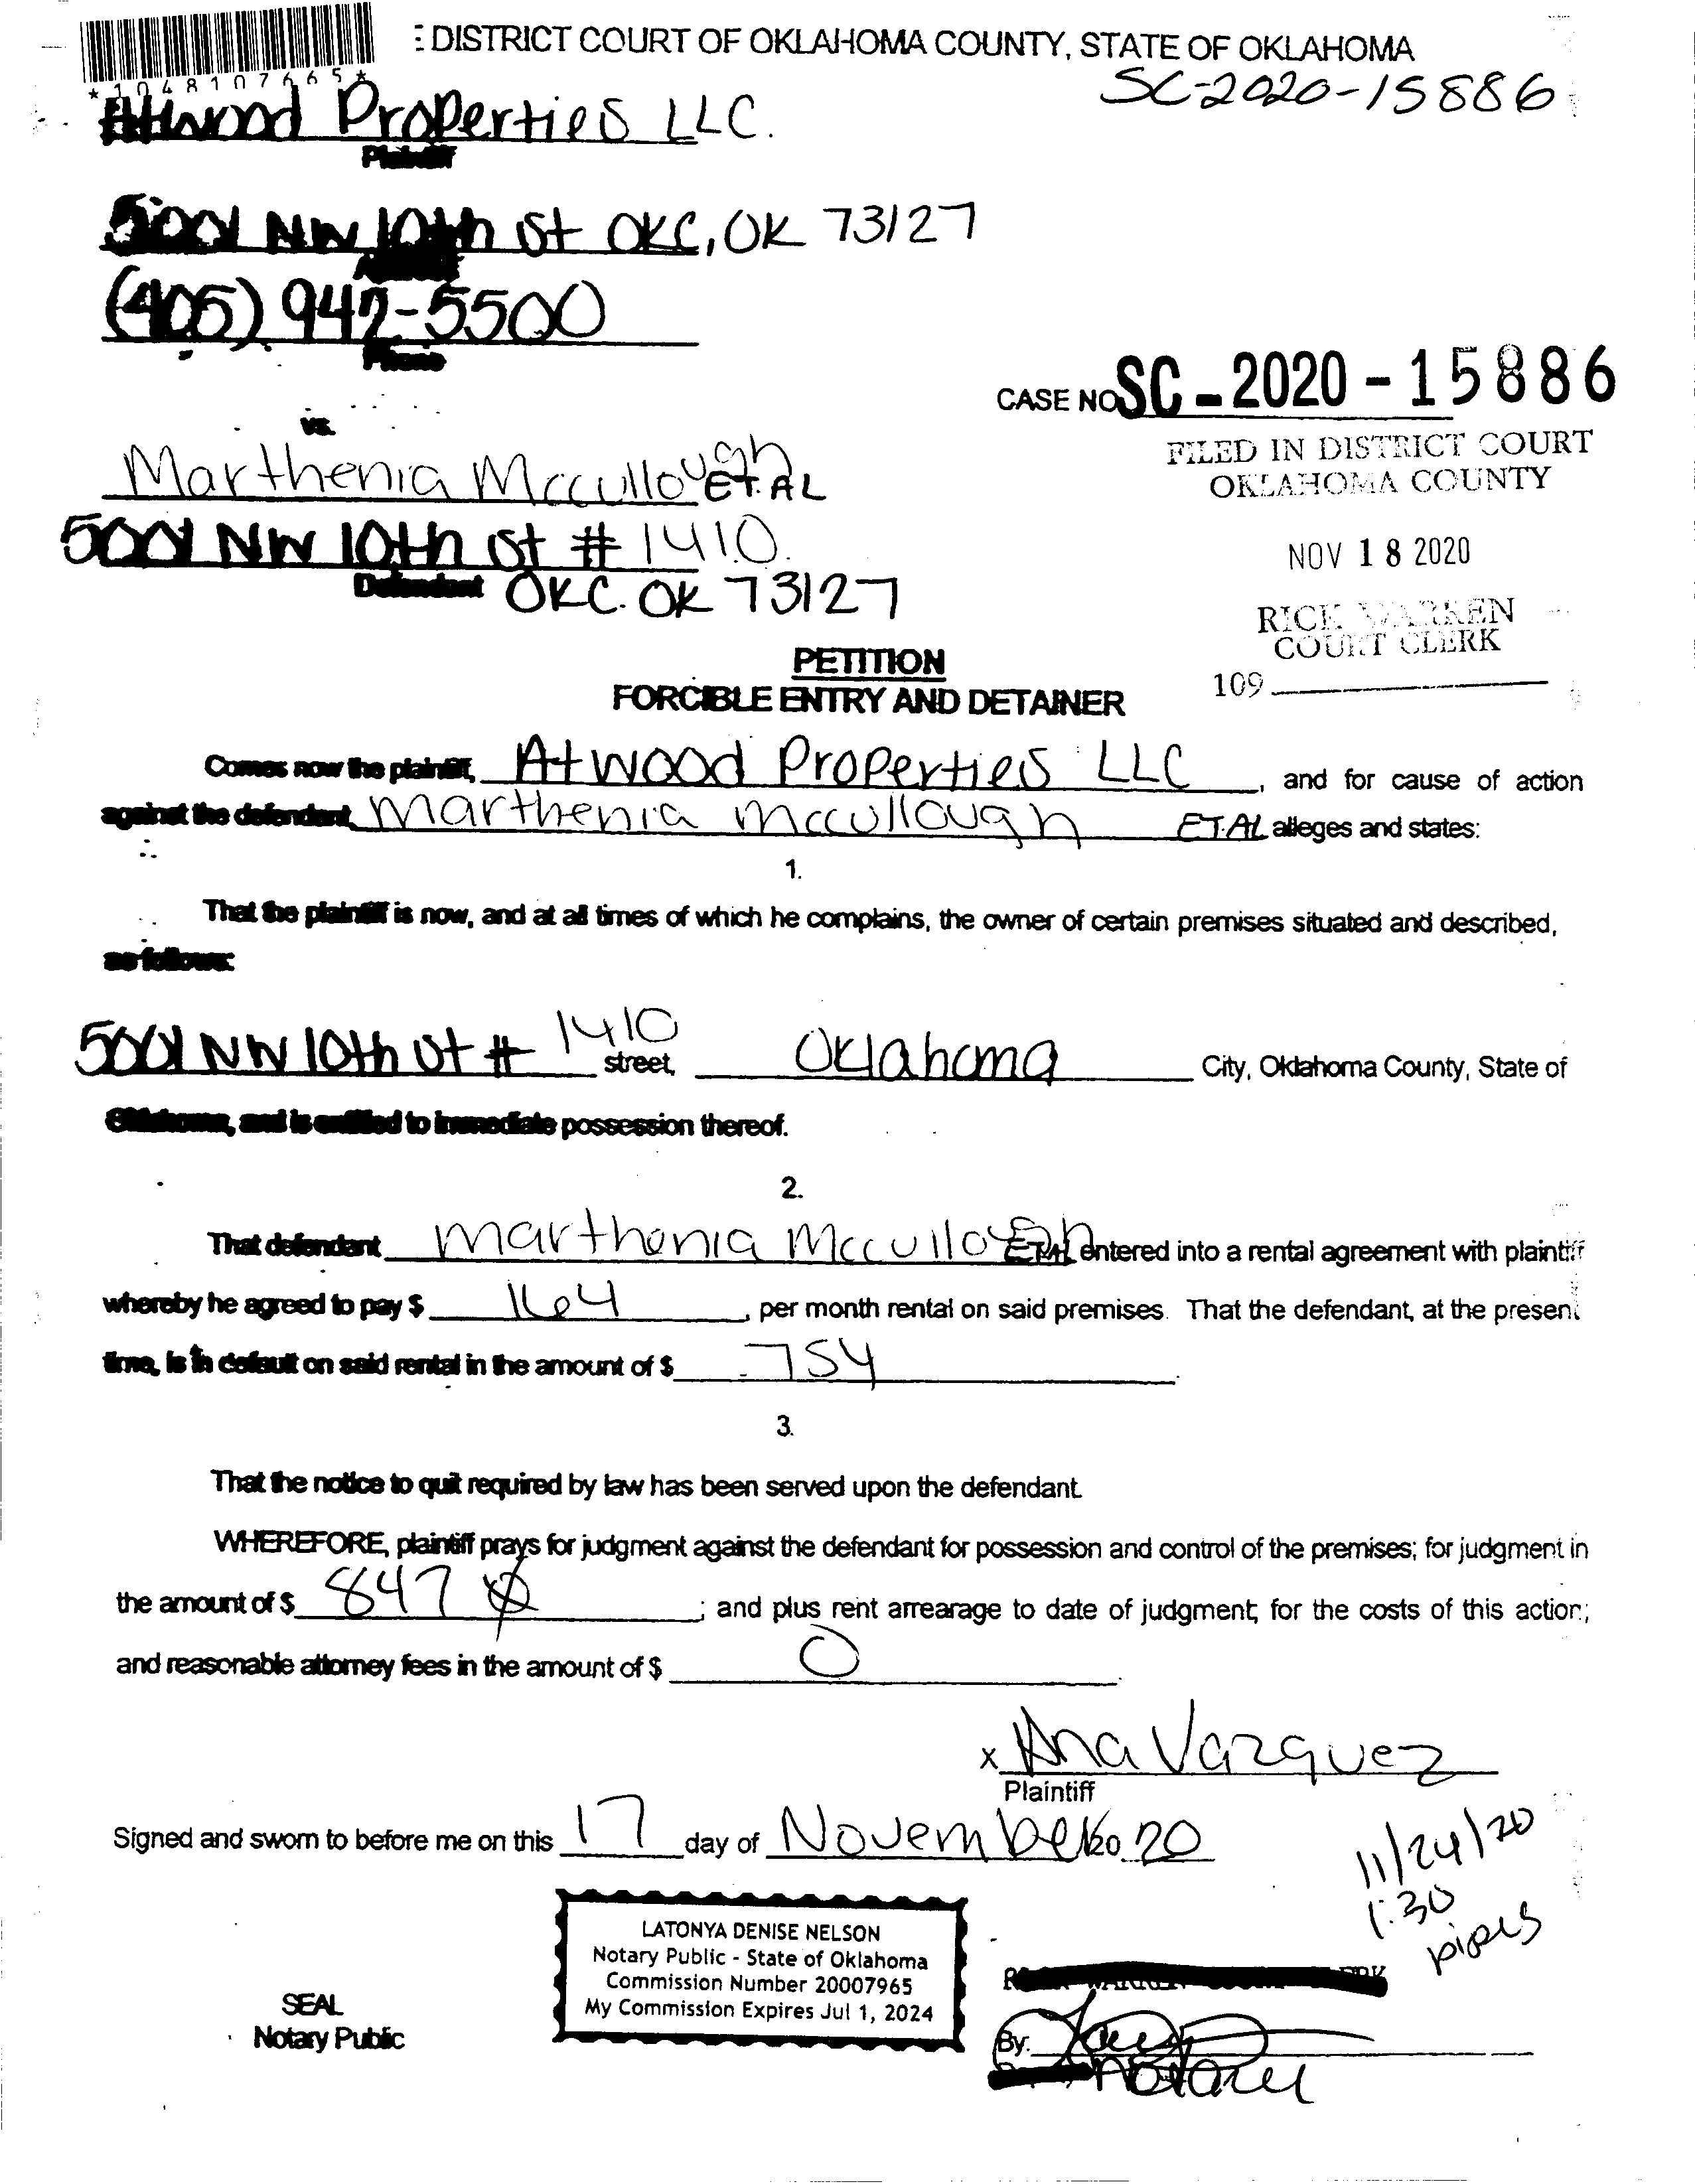 : DISTRICT COURT OF OKLAHOMA COUNTY, STATE OF OKLAHOMA
*1048107665*
SC-2020-15886
Atwood Properties LLC.
Plaintiff
5001 NW 10th St OKC, OK 73127
Address
(405) 942-5500
Phone
CASE NO SC - 2020 - 15886
vs.
FILED IN DISTRICT COURT
OKLAHOMA COUNTY
Marthenia Mccullough ET.AL
5001 NW 10th St # 1410.
NOV 18 2020
Defendant OKC. OK 73127
RICK WARREN
COURT CLERK
109
PETITION
FORCIBLE ENTRY AND DETAINER
Comes now the plaintiff, Atwood Properties LLC, and for cause of action
against the defendant, Marthenia Mccullough ET.AL alleges and states:
1.
That the plaintiff is now, and at all times of which he complains, the owner of certain premises situated and described,
as follows:
5001 NW 10th St # 1410 street, Oklahoma City, Oklahoma County, State of
Oklahoma, and is entitled to immediate possession thereof.
2.
That defendant Marthenia Mccullough ET.AL entered into a rental agreement with plaintiff
whereby he agreed to pay $ 164, per month rental on said premises. That the defendant, at the present
time, is in default on said rental in the amount of $ 754.
3.
That the notice to quit required by law has been served upon the defendant.
WHEREFORE, plaintiff prays for judgment against the defendant for possession and control of the premises; for judgment in
the amount of $ 847; and plus rent arrearage to date of judgment; for the costs of this action;
and reasonable attorney fees in the amount of $ 0.
x Ana Vazquez
Plaintiff
Signed and sworn to before me on this 17 day of November 20 20
11/24/20
1:30
pipes
LATONYA DENISE NELSON
Notary Public - State of Oklahoma
Commission Number 20007965
My Commission Expires Jul 1, 2024
SEAL
Notary Public
By:
Notary